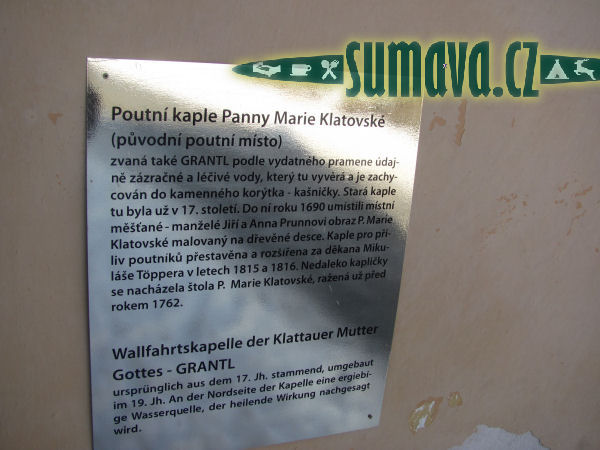 sumava.cz
Poutní kaple Panny Marie Klatovské
(původní poutní místo)
zvaná také GRANTL podle vydatného pramene údaj-
ně zázračné a léčivé vody, který tu vyvěrá a je zachy-
cován do kamenného korýtka - kašničky. Stará kaple
tu byla už v 17. století. Do ní roku 1690 umístili místní
měšťané - manželé Jiří a Anna Prunnovi obraz P. Marie
Klatovské malovaný na dřevěné desce. Kaple pro pří-
liv poutníků přestavěna a rozšířena za děkana Miku-
láše Töppera v letech 1815 a 1816. Nedaleko kapličky
se nacházela štola P. Marie Klatovské, ražená už před
rokem 1762.
Wallfahrtskapelle der Klattauer Mutter
Gottes - GRANTL
ursprünglich aus dem 17. Jh. stammend, umgebaut
im 19. Jh. An der Nordseite der Kapelle eine ergiebi-
ge Wasserquelle, der heilende Wirkung nachgesagt
wird.